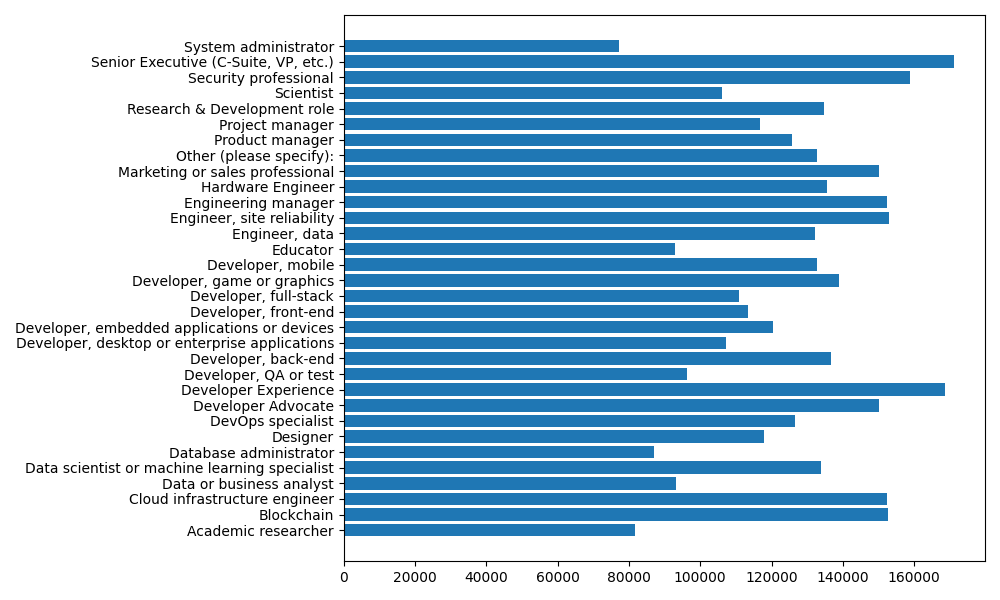 System administrator
Senior Executive (C-Suite, VP, etc.)
Security professional
Scientist
Research & Development role
Project manager
Product manager
Other (please specify):
Marketing or sales professional
Hardware Engineer
Engineering manager
Engineer, site reliability
Engineer, data
Educator
Developer, mobile
Developer, game or graphics
Developer, full-stack
Developer, front-end
Developer, embedded applications or devices
Developer, desktop or enterprise applications
Developer, back-end
Developer, QA or test
Developer Experience
Developer Advocate
DevOps specialist
Designer
Database administrator
Data scientist or machine learning specialist
Data or business analyst
Cloud infrastructure engineer
Blockchain
Academic researcher
0 20000 40000 60000 80000 100000 120000 140000 160000